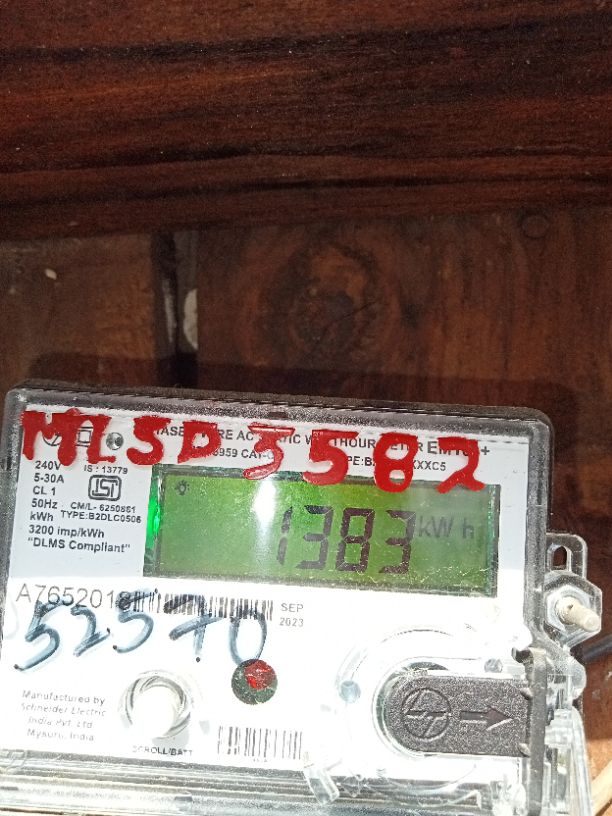 MLSD3582
240V
IS : 13779
5-30A
CL 1
50Hz
CM/L- 6250861
kWh
TYPE:B2DLC0506
3200 imp/kWh
"DLMS Compliant"
1383 kWh
SEP
2023
52570
Manufactured by
Schneider Electric
India Pvt. Ltd.
Mysuru, India
SCROLL/BATT